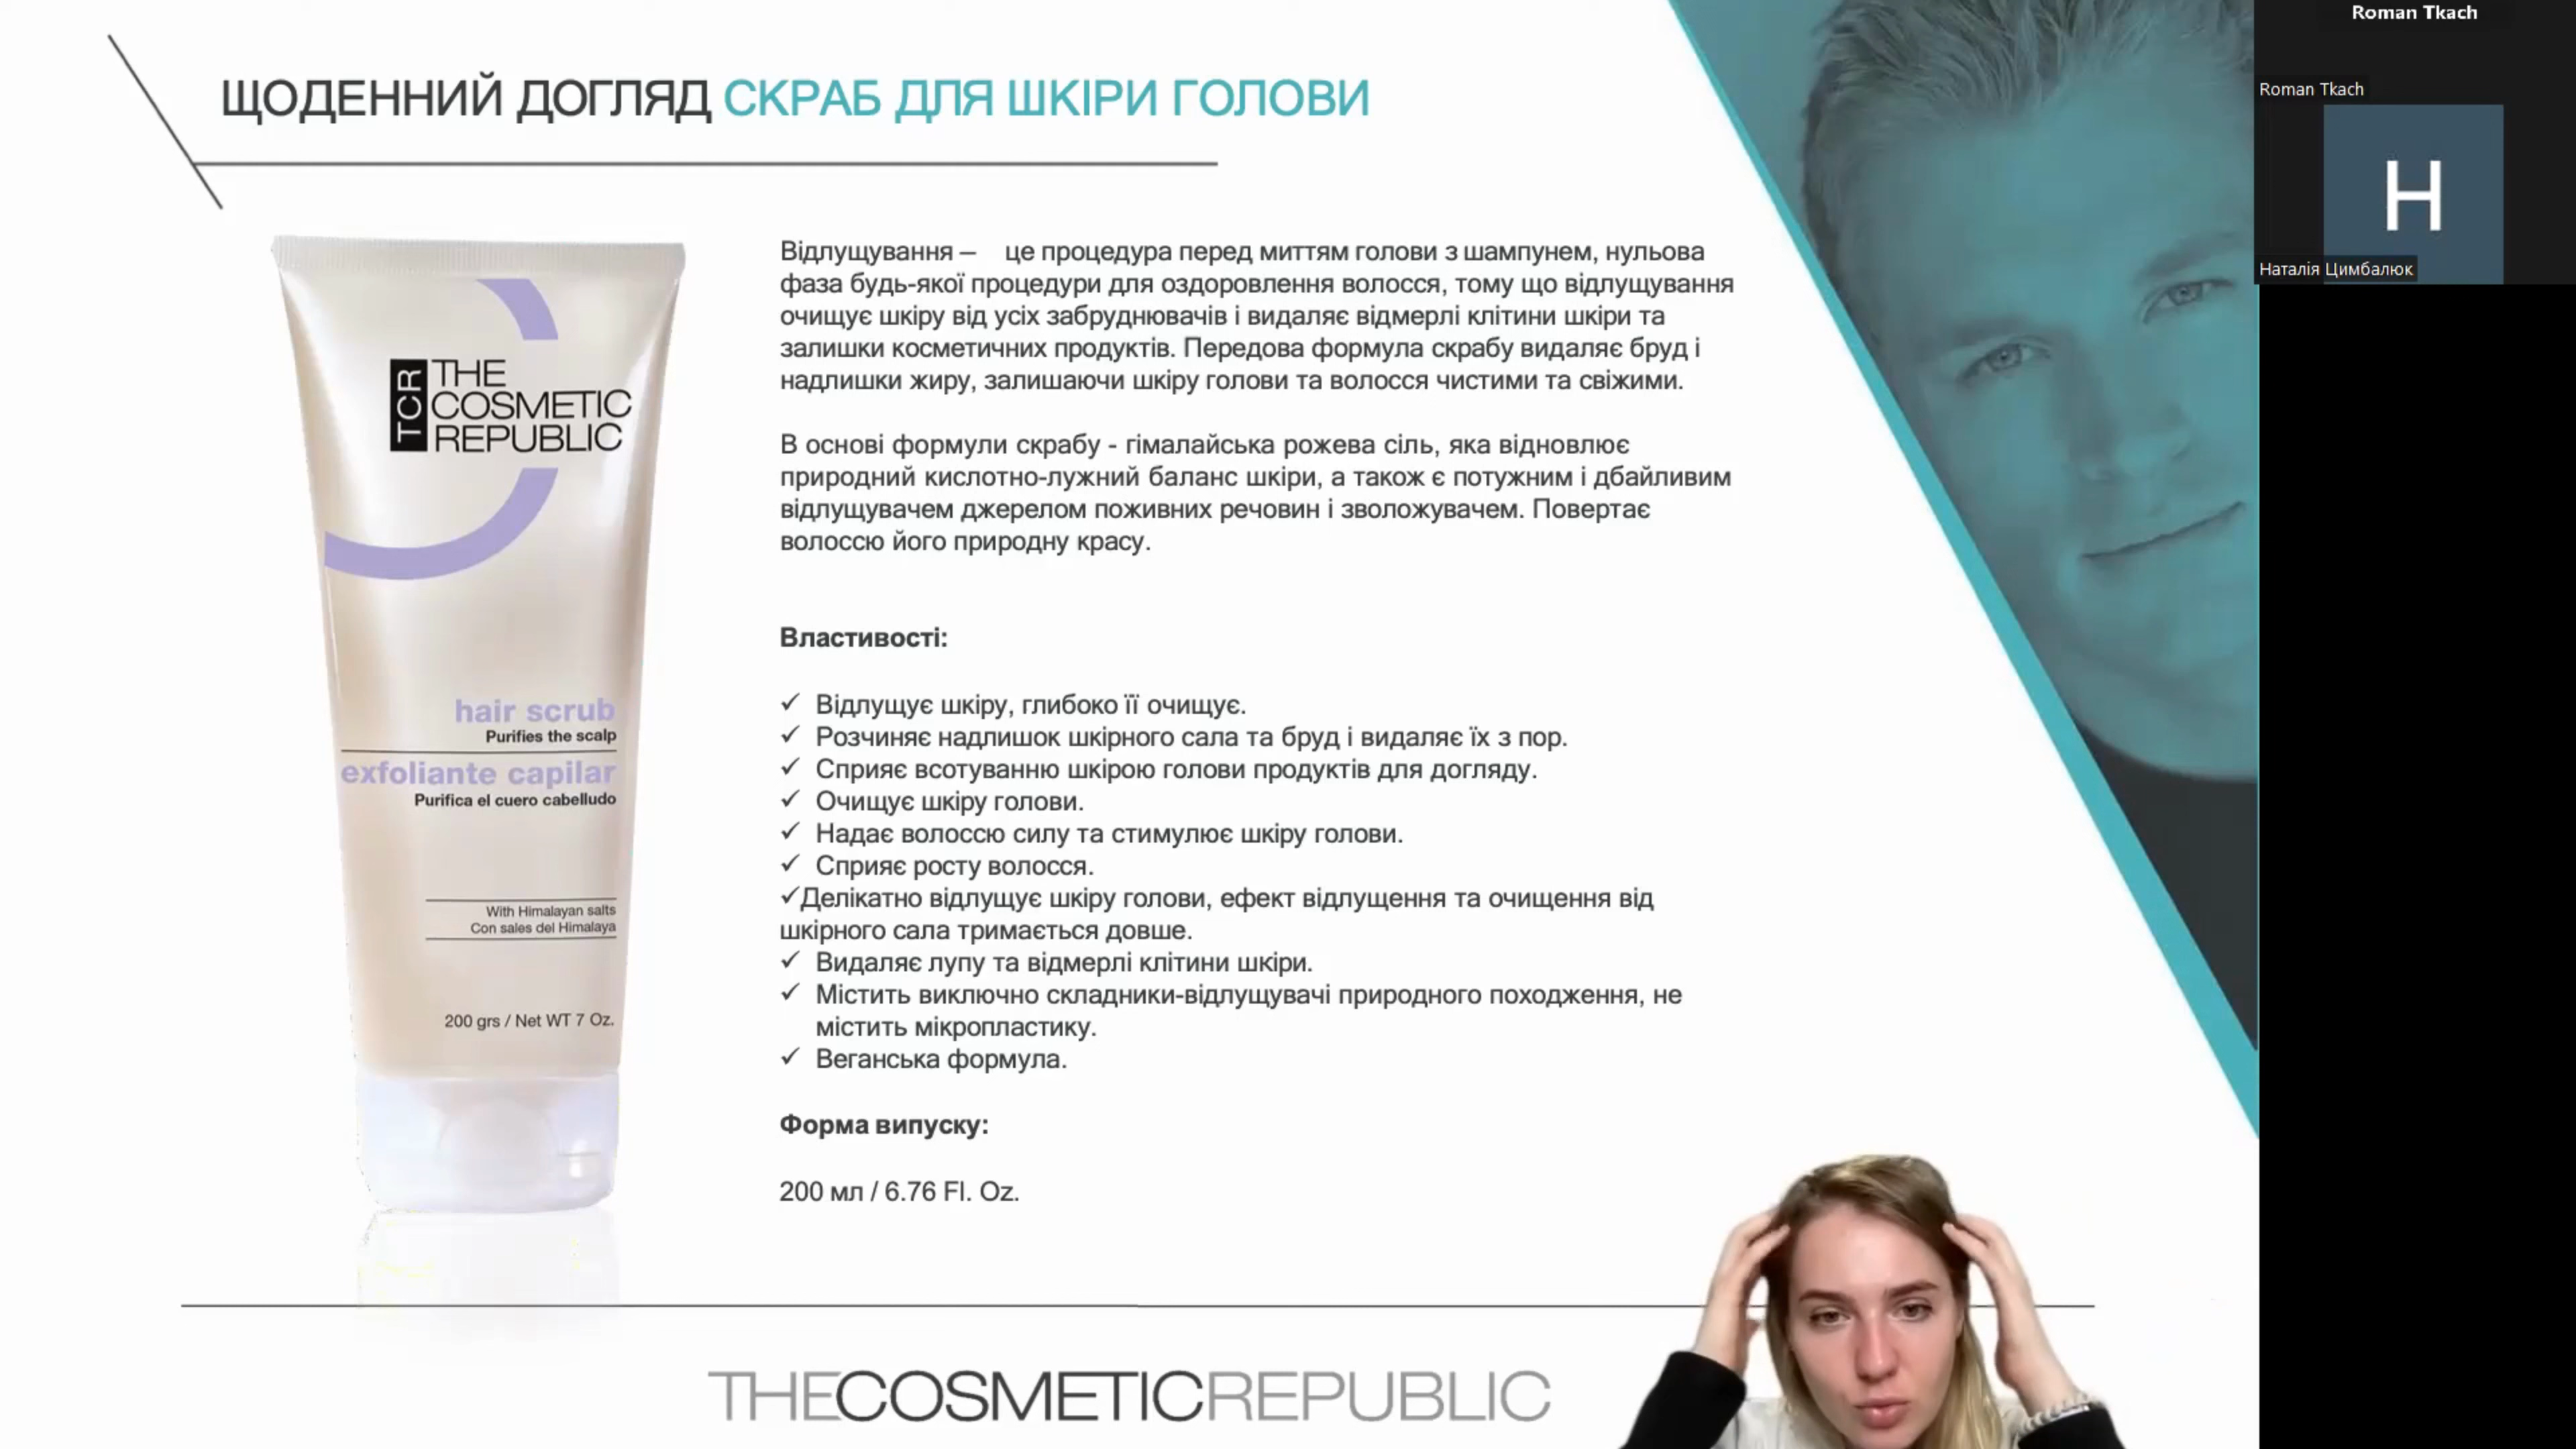 ЩОДЕННИЙ ДОГЛЯД СКРАБ ДЛЯ ШКІРИ ГОЛОВИ
TCR
THE
COSMETIC
REPUBLIC
hair scrub
Purifies the scalp
exfoliante capilar
Purifica el cuero cabelludo
With Himalayan salts
Con sales del Himalaya
200 grs / Net WT 7 Oz.
Відлущування – це процедура перед миттям голови з шампунем, нульова
фаза будь-якої процедури для оздоровлення волосся, тому що відлущування
очищує шкіру від усіх забруднювачів і видаляє відмерлі клітини шкіри та
залишки косметичних продуктів. Передова формула скрабу видаляє бруд і
надлишки жиру, залишаючи шкіру голови та волосся чистими та свіжими.
В основі формули скрабу - гімалайська рожева сіль, яка відновлює
природний кислотно-лужний баланс шкіри, а також є потужним і дбайливим
відлущувачем джерелом поживних речовин і зволожувачем. Повертає
волоссю його природну красу.
Властивості:
✓ Відлущує шкіру, глибоко її очищує.
✓ Розчиняє надлишок шкірного сала та бруд і видаляє їх з пор.
✓ Сприяє всотуванню шкірою голови продуктів для догляду.
✓ Очищує шкіру голови.
✓ Надає волоссю силу та стимулює шкіру голови.
✓ Сприяє росту волосся.
✓Делікатно відлущує шкіру голови, ефект відлущення та очищення від
шкірного сала тримається довше.
✓ Видаляє лупу та відмерлі клітини шкіри.
✓ Містить виключно складники-відлущувачі природного походження, не
містить мікропластику.
✓ Веганська формула.
Форма випуску:
200 мл / 6.76 Fl. Oz.
THECOSMETICREPUBLIC
Roman Tkach
Roman Tkach
Н
Наталія Цимбалюк